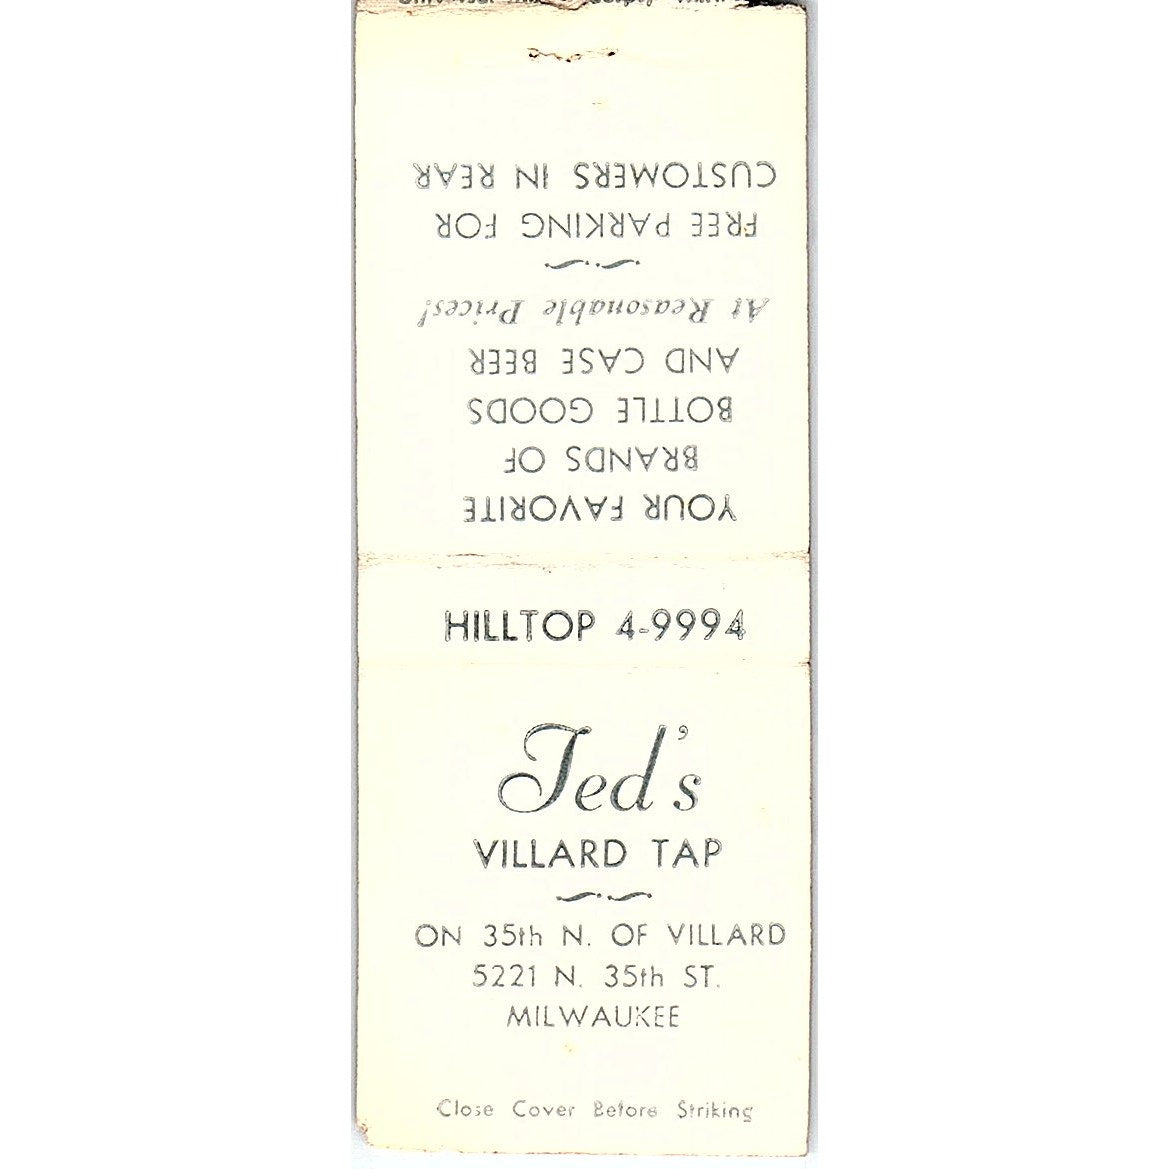 YOUR FAVORITE
BRANDS OF
BOTTLE GOODS
AND CASE BEER
At Reasonable Prices!
FREE PARKING FOR
CUSTOMERS IN REAR
HILLTOP 4-9994
Ted's
VILLARD TAP
ON 35th N. OF VILLARD
5221 N. 35th ST.
MILWAUKEE
Close Cover Before Striking